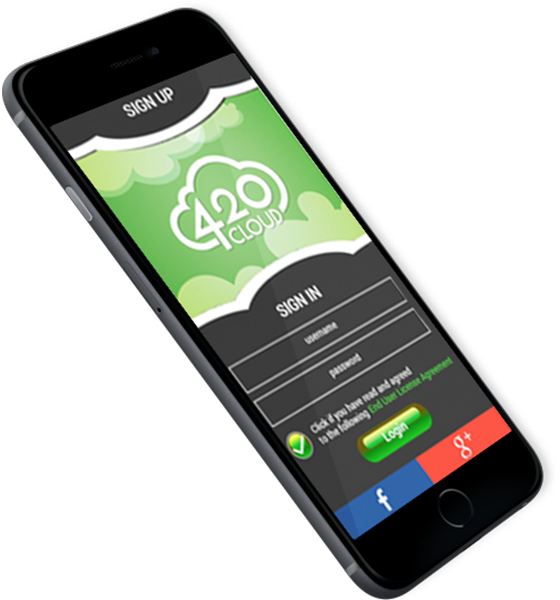 SIGN UP
420
CLOUD
SIGN IN
username
password
Click if you have read and agreed
to the following End User License Agreement
Login
f
g+